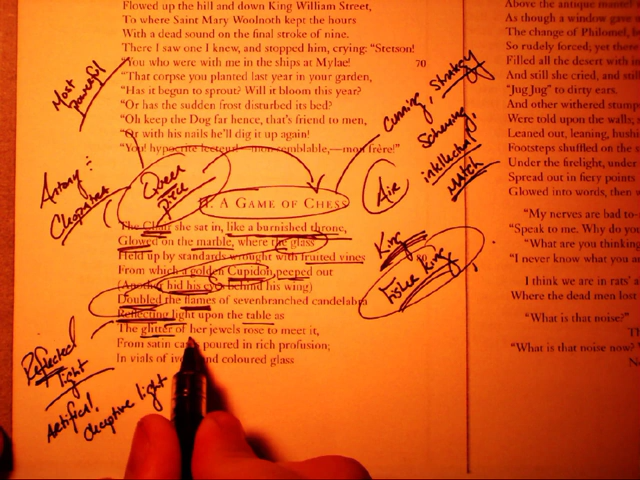 Flowed up the hill and down King William Street,
To where Saint Mary Woolnoth kept the hours
With a dead sound on the final stroke of nine.
There I saw one I knew, and stopped him, crying: "Stetson!
"You who were with me in the ships at Mylae! 70
"That corpse you planted last year in your garden,
"Has it begun to sprout? Will it bloom this year?
"Or has the sudden frost disturbed its bed?
"Oh keep the Dog far hence, that's friend to men,
"Or with his nails he'll dig it up again!
"You! hypocrite lecteur!—mon semblable,—mon frère!"
Most
powerful
Antony:
Cleopatra
Queen
piece
cunning, strategy
scheming
intellectual
match
Air
King
Fisher King
II. A GAME OF CHESS
The Chair she sat in, like a burnished throne,
Glowed on the marble, where the glass
Held up by standards wrought with fruited vines
From which a golden Cupidon peeped out 80
(Another hid his eyes behind his wing)
Doubled the flames of sevenbranched candelabra
Reflecting light upon the table as
The glitter of her jewels rose to meet it,
From satin poured in rich profusion;
In vials of and coloured glass
Reflected
light
Artificial
deceptive light
Above the antique
As though a window gave
The change of Philomel,
So rudely forced; yet
Filled all the desert with
And still she cried, and still
"Jug Jug" to dirty ears.
And other withered
Were told upon the walls;
Leaned out, leaning,
Footsteps shuffled on the
Under the firelight, under
Spread out in fiery points
Glowed into words, then
"My nerves are bad
"Speak to me. Why do
"What are you thinking
"I never know what you
I think we are in rats'
Where the dead men lost
"What is that noise?"
"What is that noise now?